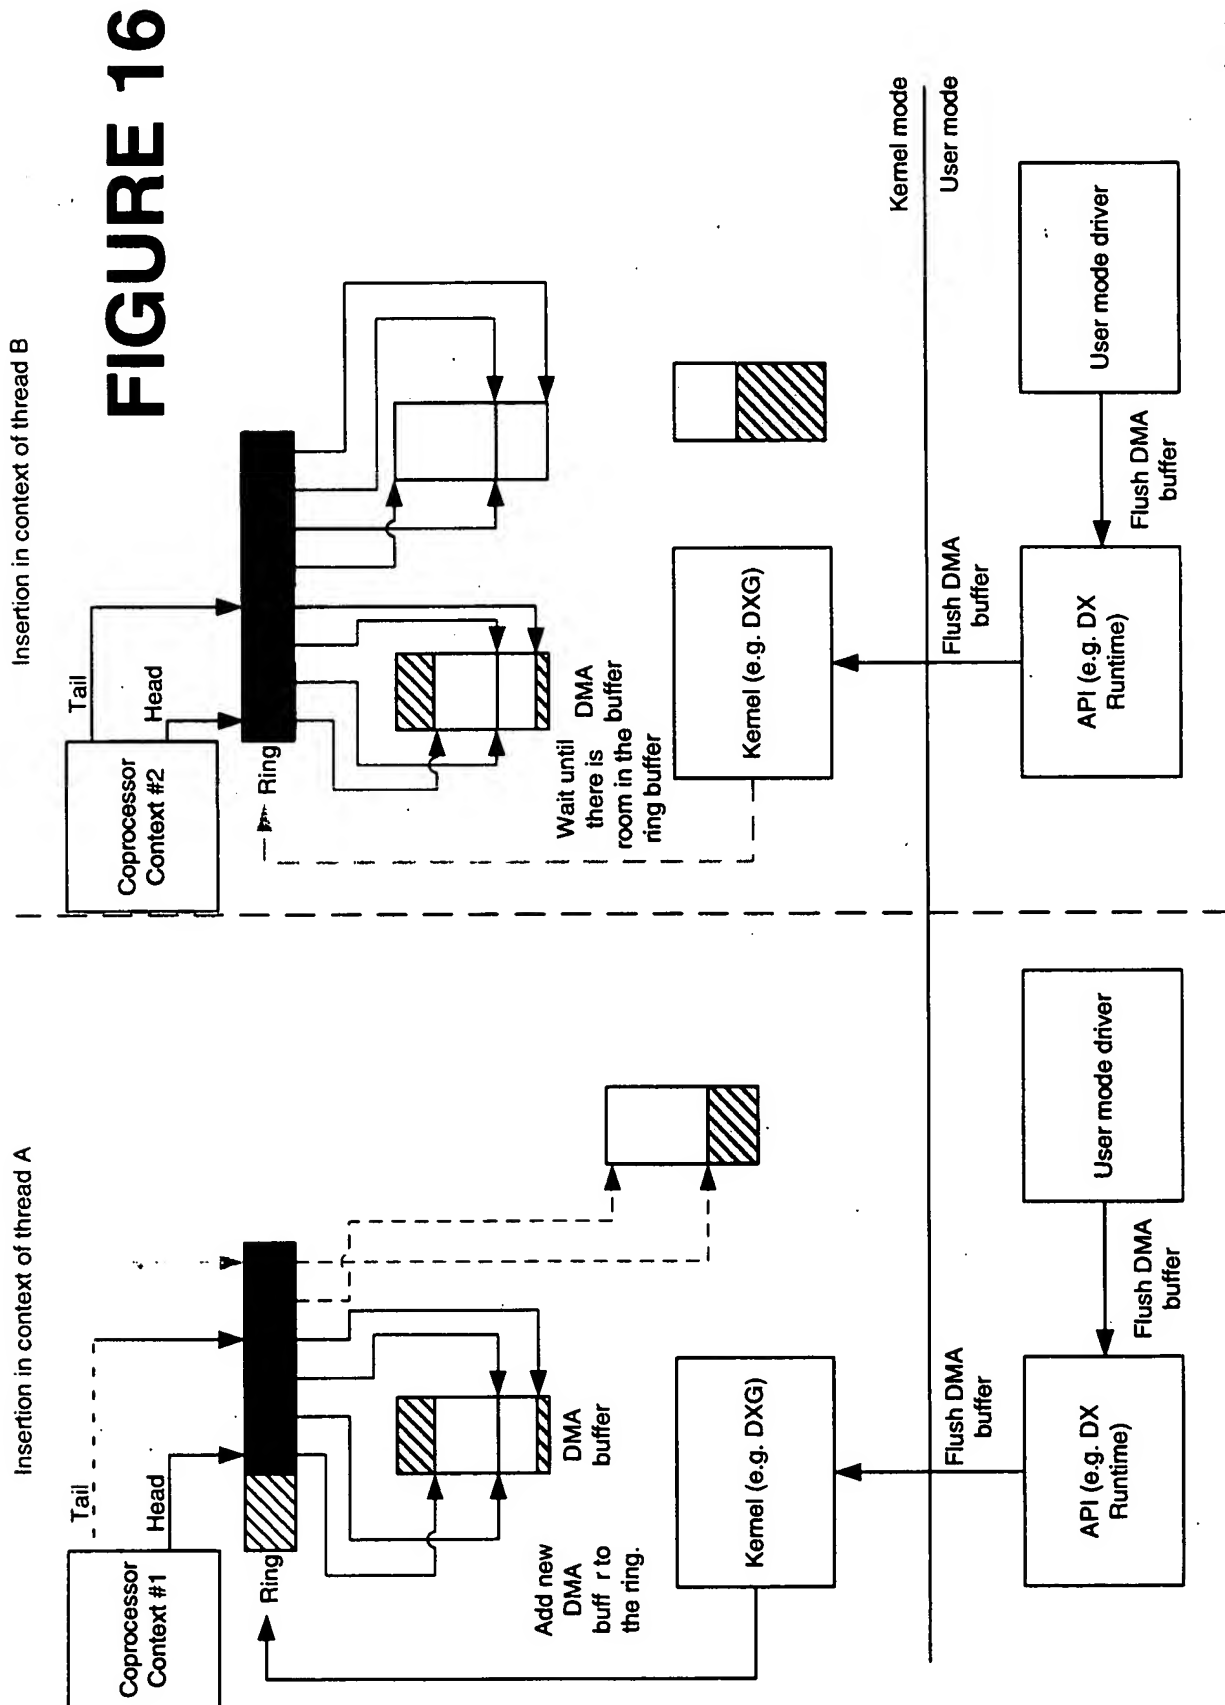 FIGURE 16
Insertion in context of thread A
Coprocessor
Context #1
Tail
Head
Ring
DMA
buffer
Add new
DMA
buff r to
the ring.
Kernel (e.g. DXG)
Flush DMA
buffer
API (e.g. DX
Runtime)
Flush DMA
buffer
User mode driver
Insertion in context of thread B
Coprocessor
Context #2
Tail
Head
Ring
DMA
buffer
Wait until
there is
room in the
ring buffer
Kernel (e.g. DXG)
Flush DMA
buffer
API (e.g. DX
Runtime)
Flush DMA
buffer
User mode driver
Kernel mode
User mode